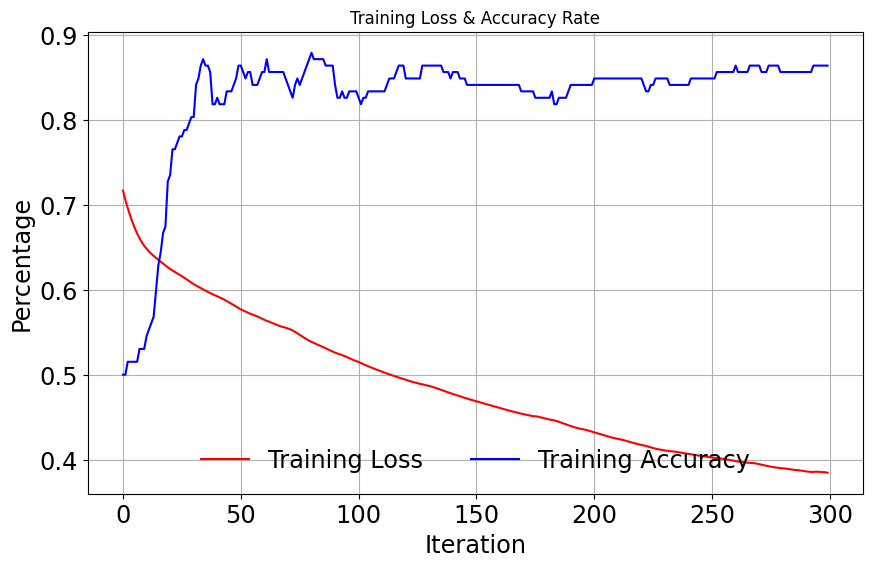 Training Loss & Accuracy Rate
Percentage
0.9
0.8
0.7
0.6
0.5
0.4
Training Loss
Training Accuracy
0 50 100 150 200 250 300
Iteration